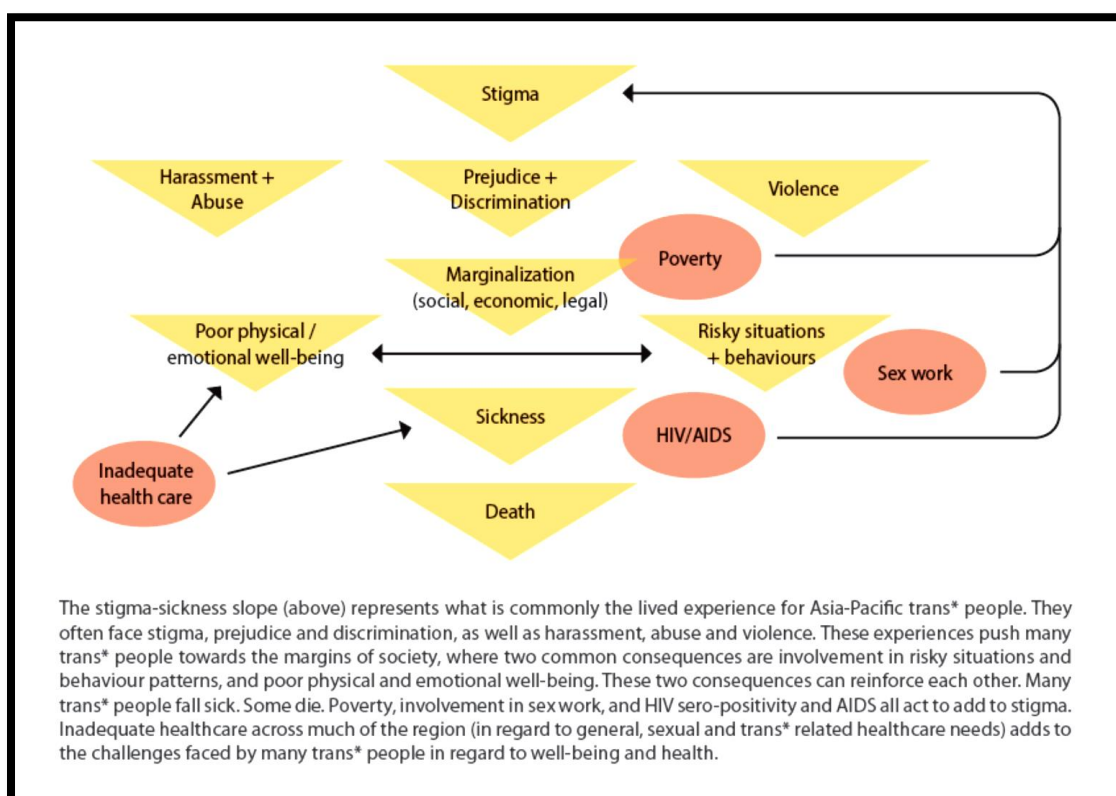 Stigma
Harassment +
Abuse
Prejudice +
Discrimination
Violence
Poverty
Marginalization
(social, economic, legal)
Poor physical /
emotional well-being
Risky situations
+ behaviours
Sex work
Sickness
HIV/AIDS
Inadequate
health care
Death
The stigma-sickness slope (above) represents what is commonly the lived experience for Asia-Pacific trans* people. They
often face stigma, prejudice and discrimination, as well as harassment, abuse and violence. These experiences push many
trans* people towards the margins of society, where two common consequences are involvement in risky situations and
behaviour patterns, and poor physical and emotional well-being. These two consequences can reinforce each other. Many
trans* people fall sick. Some die. Poverty, involvement in sex work, and HIV sero-positivity and AIDS all act to add to stigma.
Inadequate healthcare across much of the region (in regard to general, sexual and trans* related healthcare needs) adds to
the challenges faced by many trans* people in regard to well-being and health.